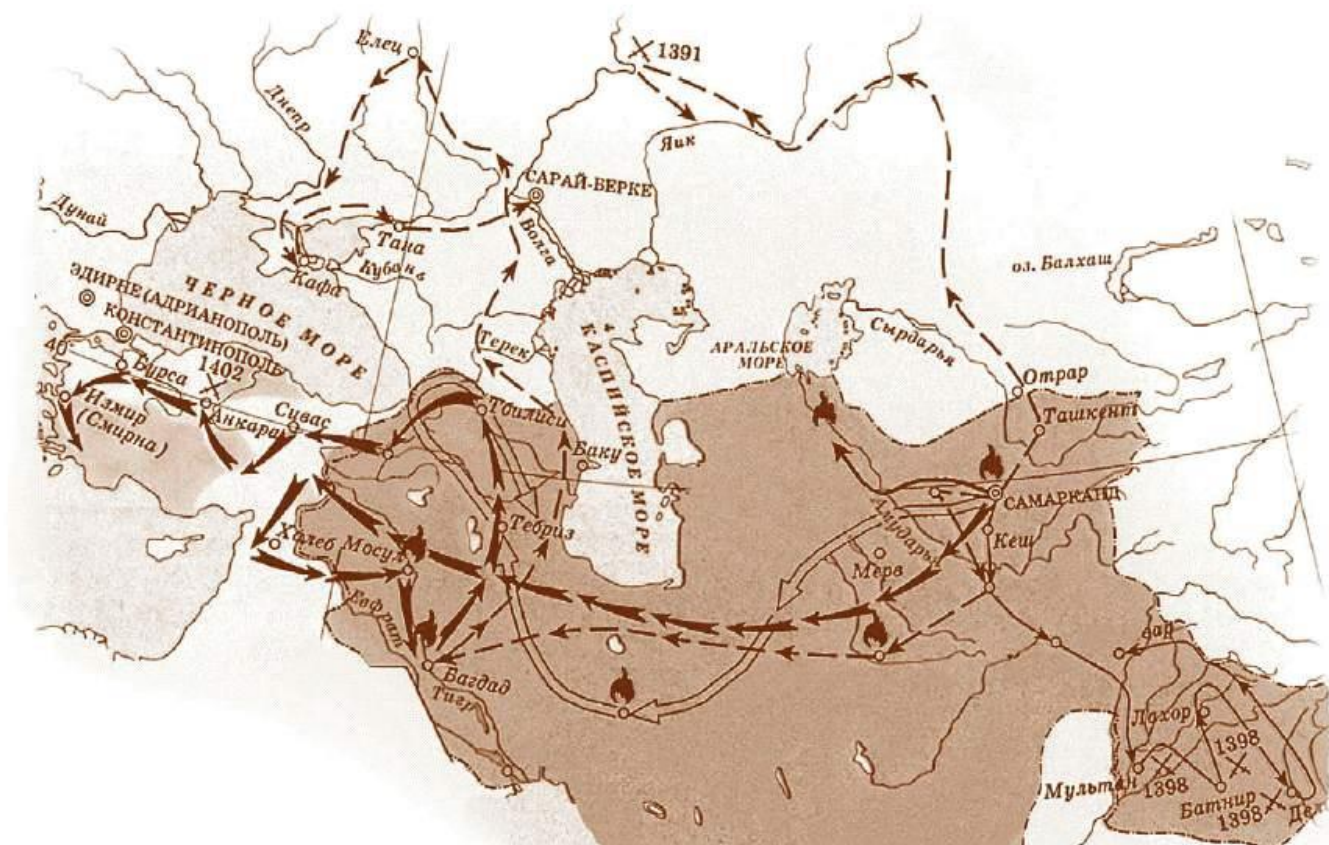 Елец
1391
Днепр
Яик
САРАЙ-БЕРКЕ
Дунай
Тана
Волга
Кубань
Кафа
оз. Балхаш
ЭДИРНЕ (АДРИАНОПОЛЬ)
КОНСТАНТИНОПОЛЬ
ЧЕРНОЕ МОРЕ
Терек
КАСПИЙСКОЕ МОРЕ
АРАЛЬСКОЕ
МОРЕ
Сырдарья
Отрар
40
Бурса
1402
Анкара
Сивас
Измир
(Смирна)
Тбилиси
Ташкент
Баку
САМАРКАНД
Амударья
Кеш
Тебриз
Мерв
Халеб
Мосул
Евфрат
Багдад
Тигр
Лахор
1398
Мультан
1398
Батнир
1398